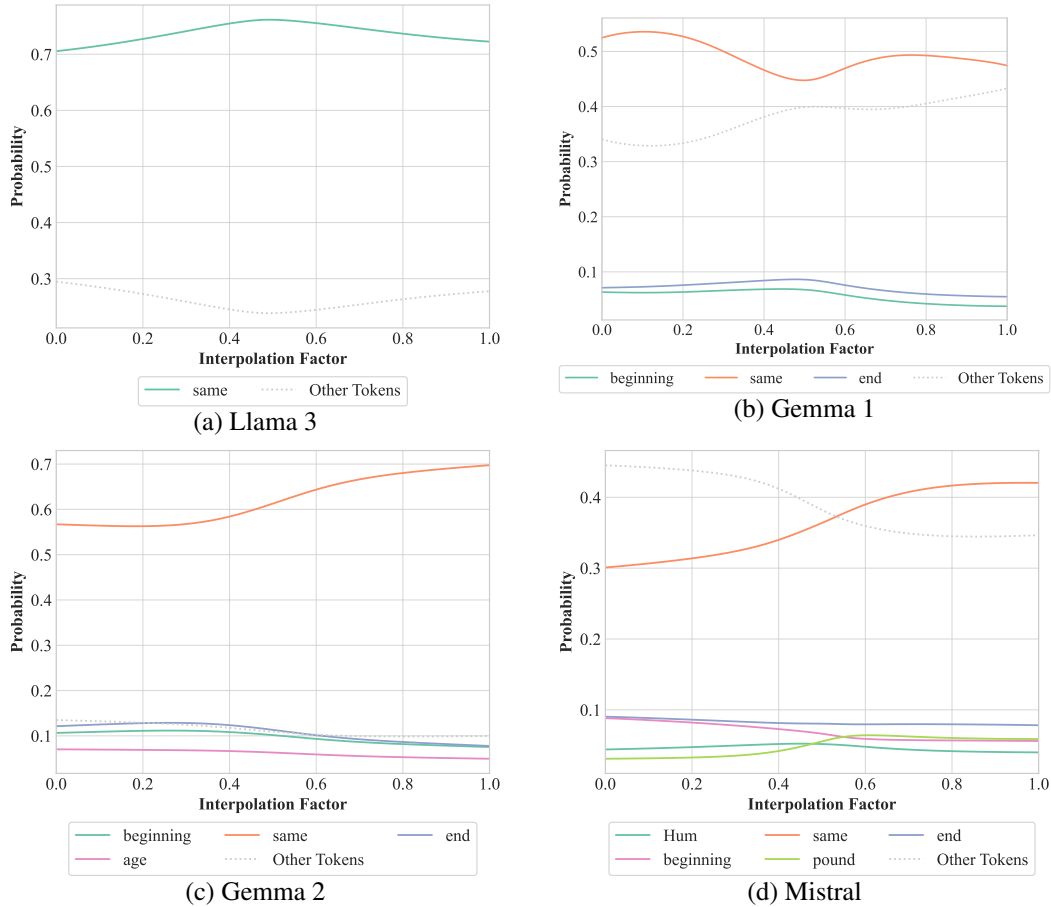 0.7
0.6
0.5
0.4
0.3
Probability
0.0 0.2 0.4 0.6 0.8 1.0
Interpolation Factor
same Other Tokens
(a) Llama 3
0.5
0.4
0.3
0.2
0.1
Probability
0.0 0.2 0.4 0.6 0.8 1.0
Interpolation Factor
beginning same end Other Tokens
(b) Gemma 1
0.7
0.6
0.5
0.4
0.3
0.2
0.1
Probability
0.0 0.2 0.4 0.6 0.8 1.0
Interpolation Factor
beginning same end
age Other Tokens
(c) Gemma 2
0.4
0.3
0.2
0.1
Probability
0.0 0.2 0.4 0.6 0.8 1.0
Interpolation Factor
Hum same end
beginning pound Other Tokens
(d) Mistral